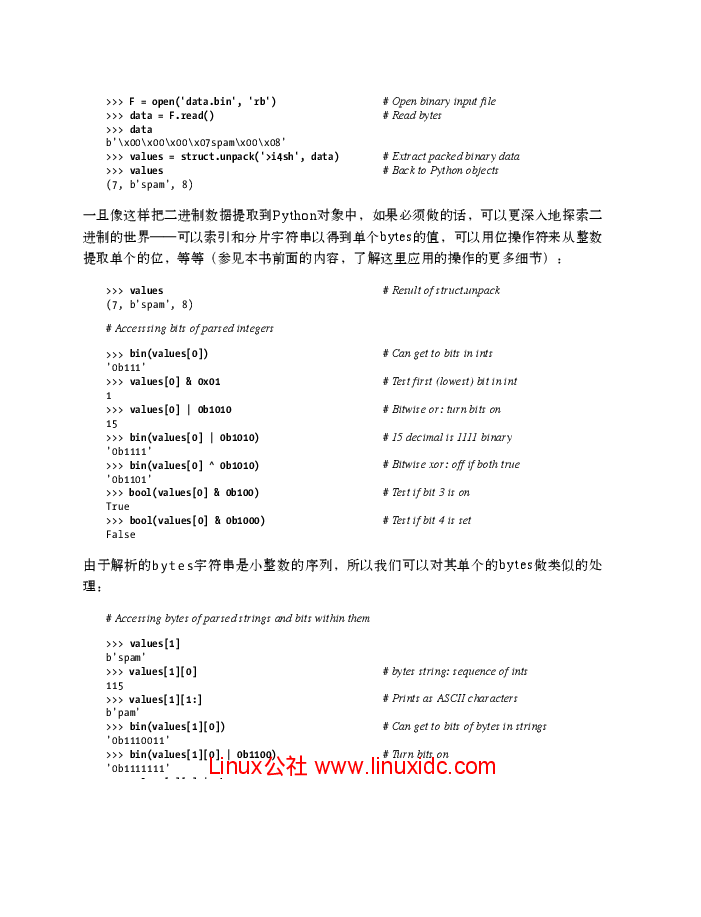 >>> F = open('data.bin', 'rb') # Open binary input file
>>> data = F.read() # Read bytes
>>> data
b'\x00\x00\x00\x07spam\x00\x08'
>>> values = struct.unpack('>i4sh', data) # Extract packed binary data
>>> values # Back to Python objects
(7, b'spam', 8)
一旦像这样把二进制数据提取到Python对象中，如果必须做的话，可以更深入地探索二
进制的世界——可以索引和分片字符串以得到单个bytes的值，可以用位操作符来从整数
提取单个的位，等等（参见本书前面的内容，了解这里应用的操作的更多细节）：
>>> values # Result of struct.unpack
(7, b'spam', 8)
# Accesssing bits of parsed integers
>>> bin(values[0]) # Can get to bits in ints
'0b111'
>>> values[0] & 0x01 # Test first (lowest) bit in int
1
>>> values[0] | 0b1010 # Bitwise or: turn bits on
15
>>> bin(values[0] | 0b1010) # 15 decimal is 1111 binary
'0b1111'
>>> bin(values[0] ^ 0b1010) # Bitwise xor: off if both true
'0b1101'
>>> bool(values[0] & 0b100) # Test if bit 3 is on
True
>>> bool(values[0] & 0b1000) # Test if bit 4 is set
False
由于解析的bytes字符串是小整数的序列，所以我们可以对其单个的bytes做类似的处
理：
# Accessing bytes of parsed strings and bits within them
>>> values[1]
b'spam'
>>> values[1][0] # bytes string: sequence of ints
115
>>> values[1][1:] # Prints as ASCII characters
b'pam'
>>> bin(values[1][0]) # Can get to bits of bytes in strings
'0b1110011'
>>> bin(values[1][0] | 0b1100) # Turn bits on
'0b1111111'
Linux公社 www.linuxidc.com